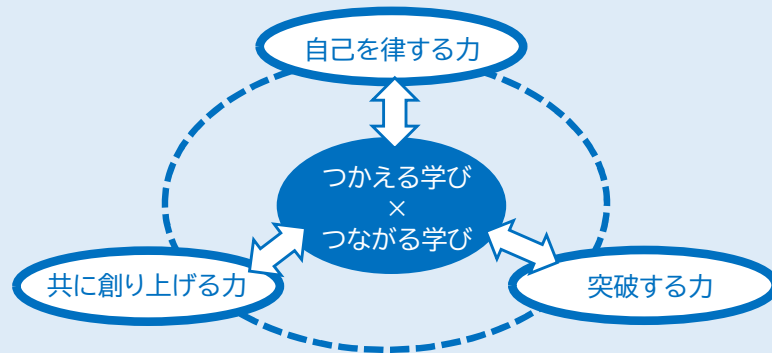 自己を律する力
つかえる学び
×
つながる学び
共に創り上げる力
突破する力